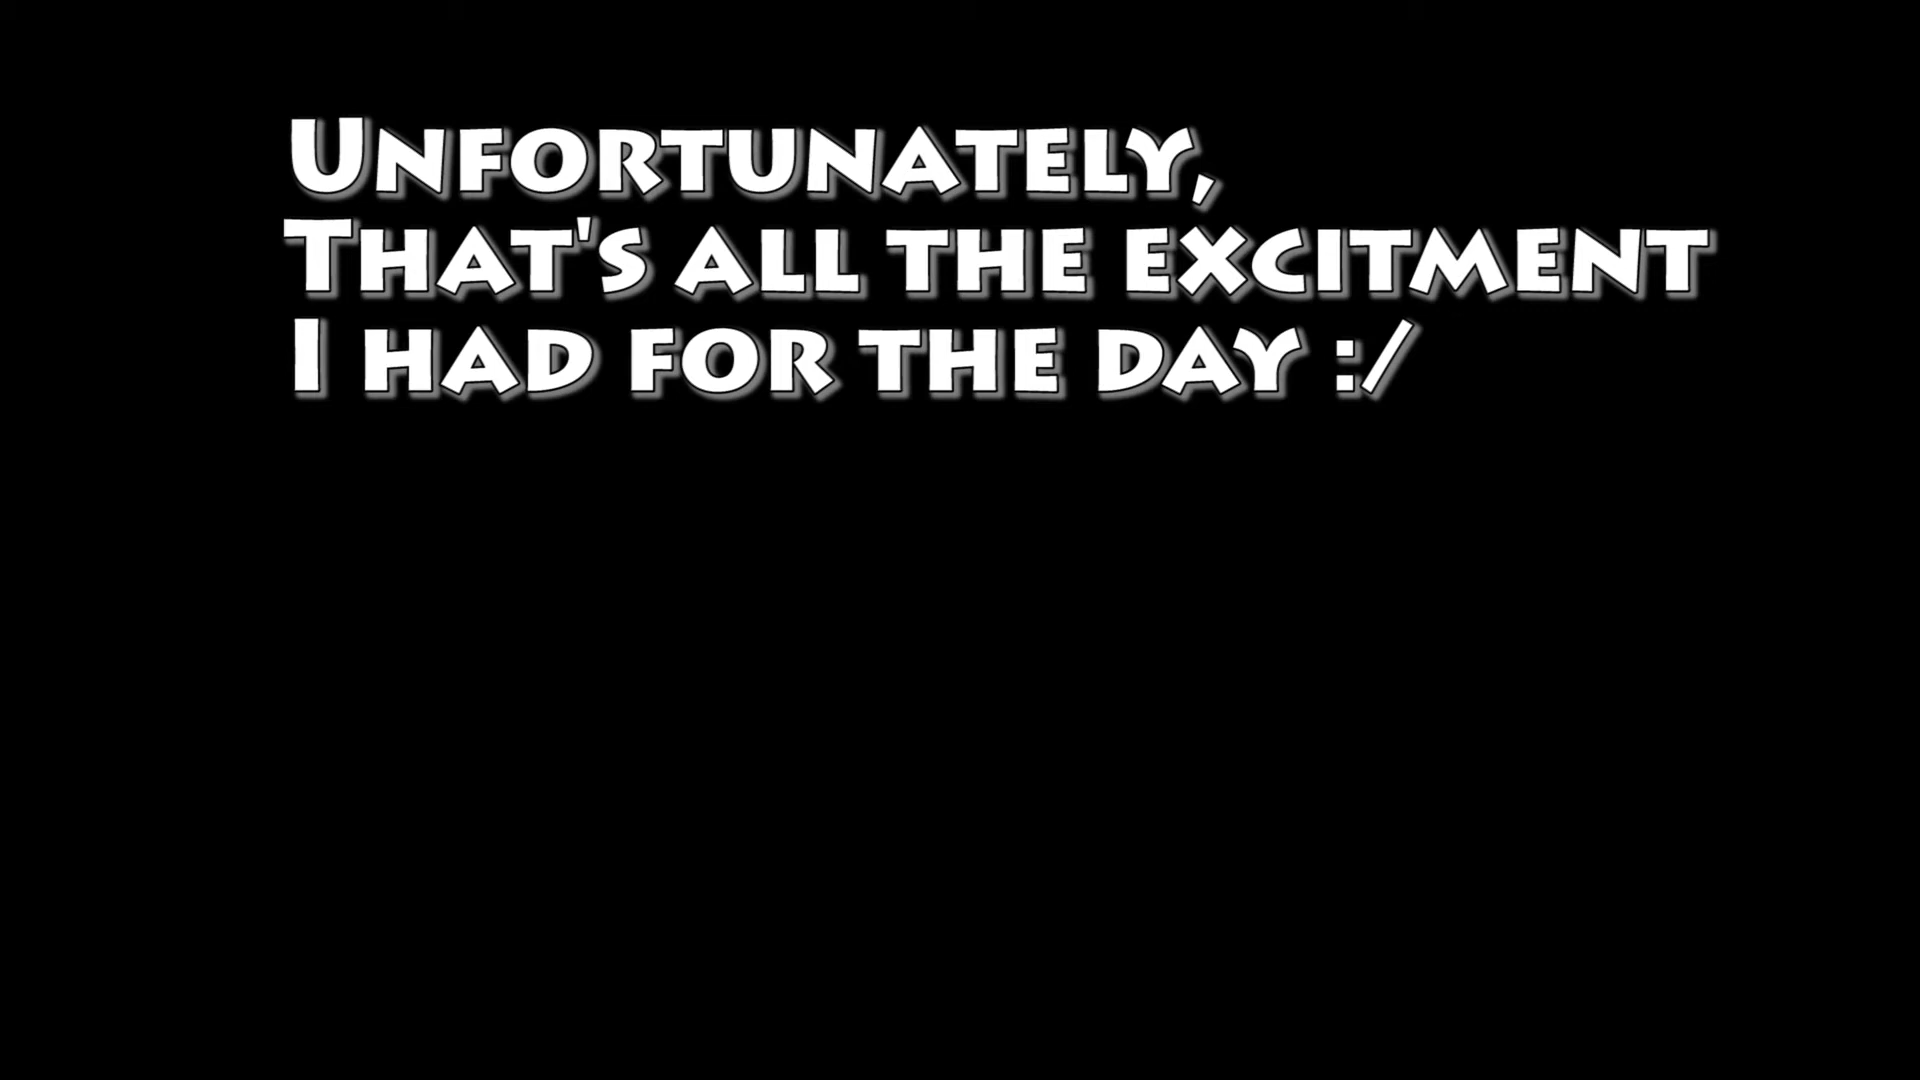 Unfortunately,
That's all the excitment
I had for the day :/